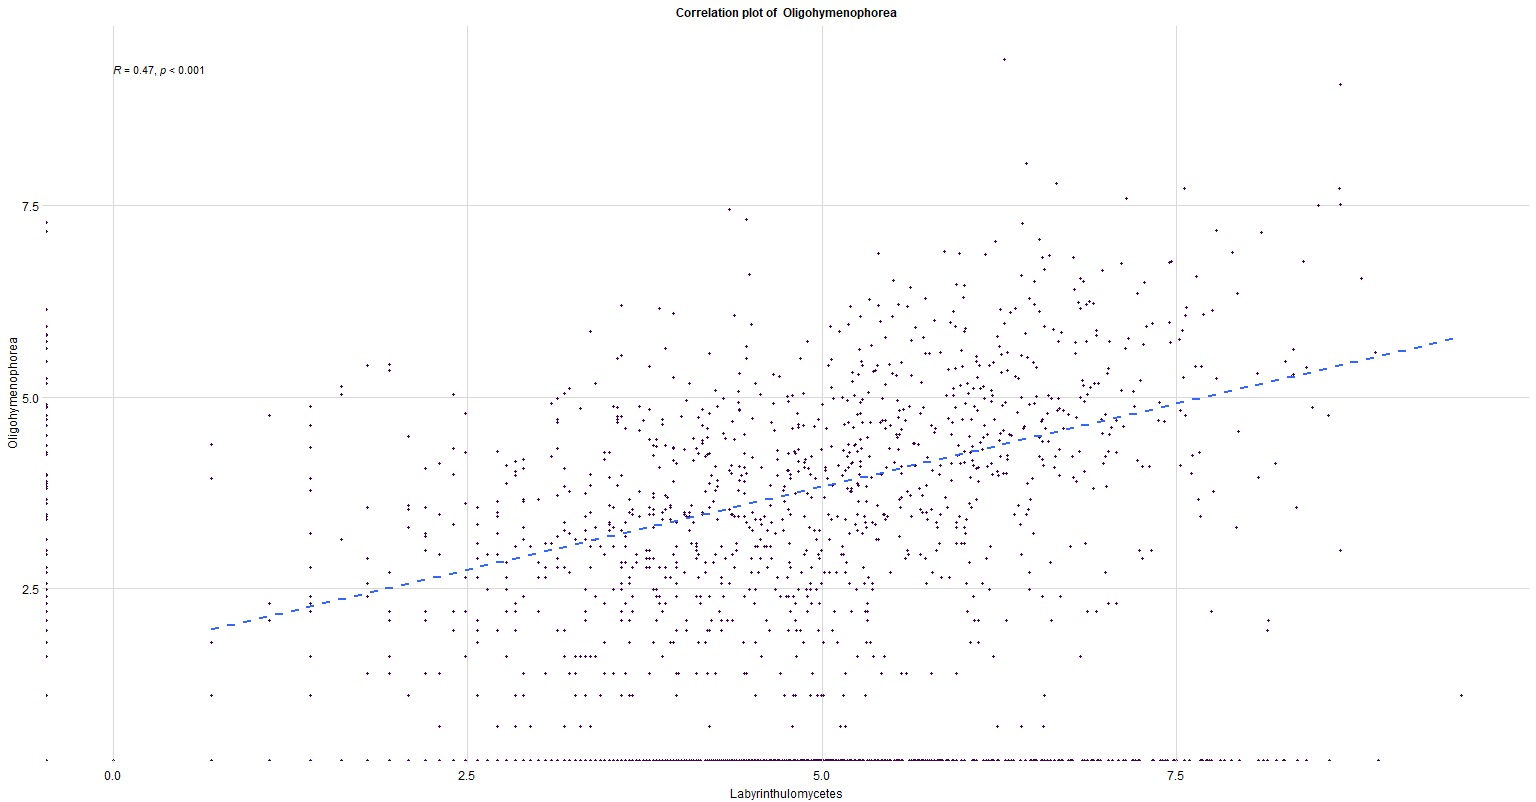 Correlation plot of Oligohymenophorea
R = 0.47, p < 0.001
7.5
5.0
2.5
Oligohymenophorea
0.0 2.5 5.0 7.5
Labyrinthulomycetes